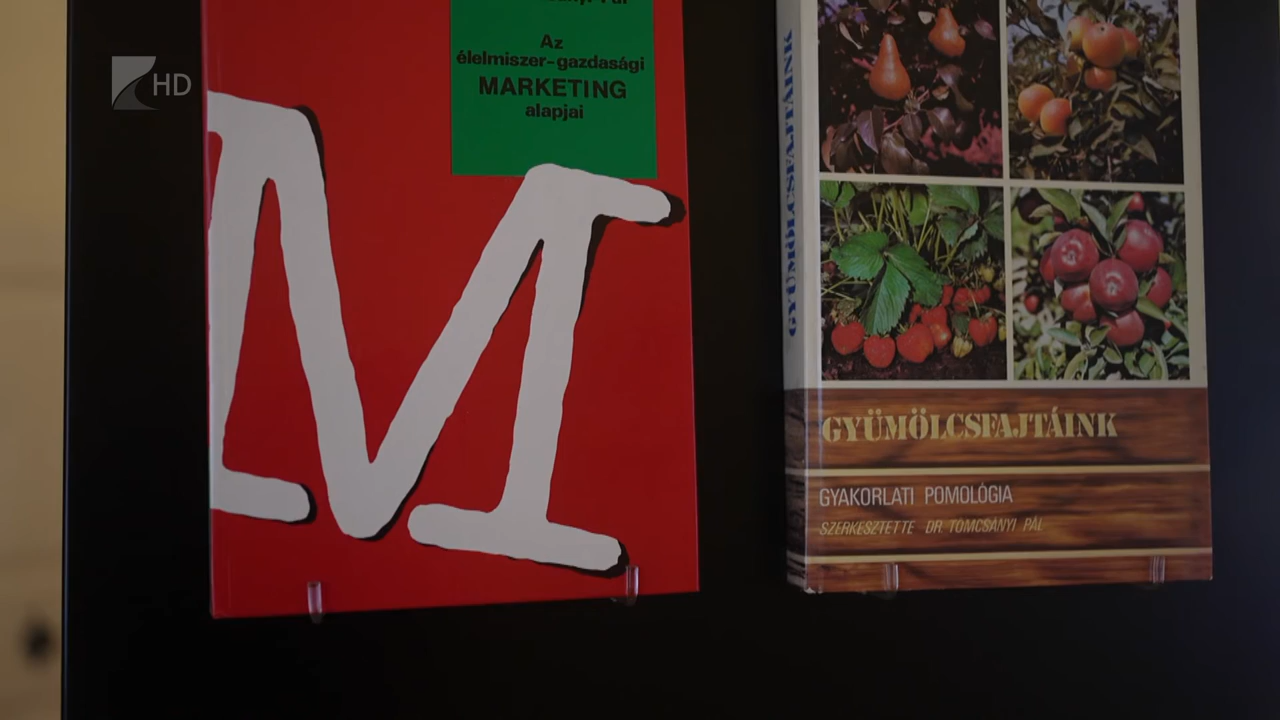 HD
Az
élelmiszer-gazdasági
MARKETING
alapjai
M
GYÜMÖLCSFAJTÁINK
GYÜMÖLCSFAJTÁINK
GYAKORLATI POMOLÓGIA
SZERKESZTETTE DR. TOMCSÁNYI PÁL